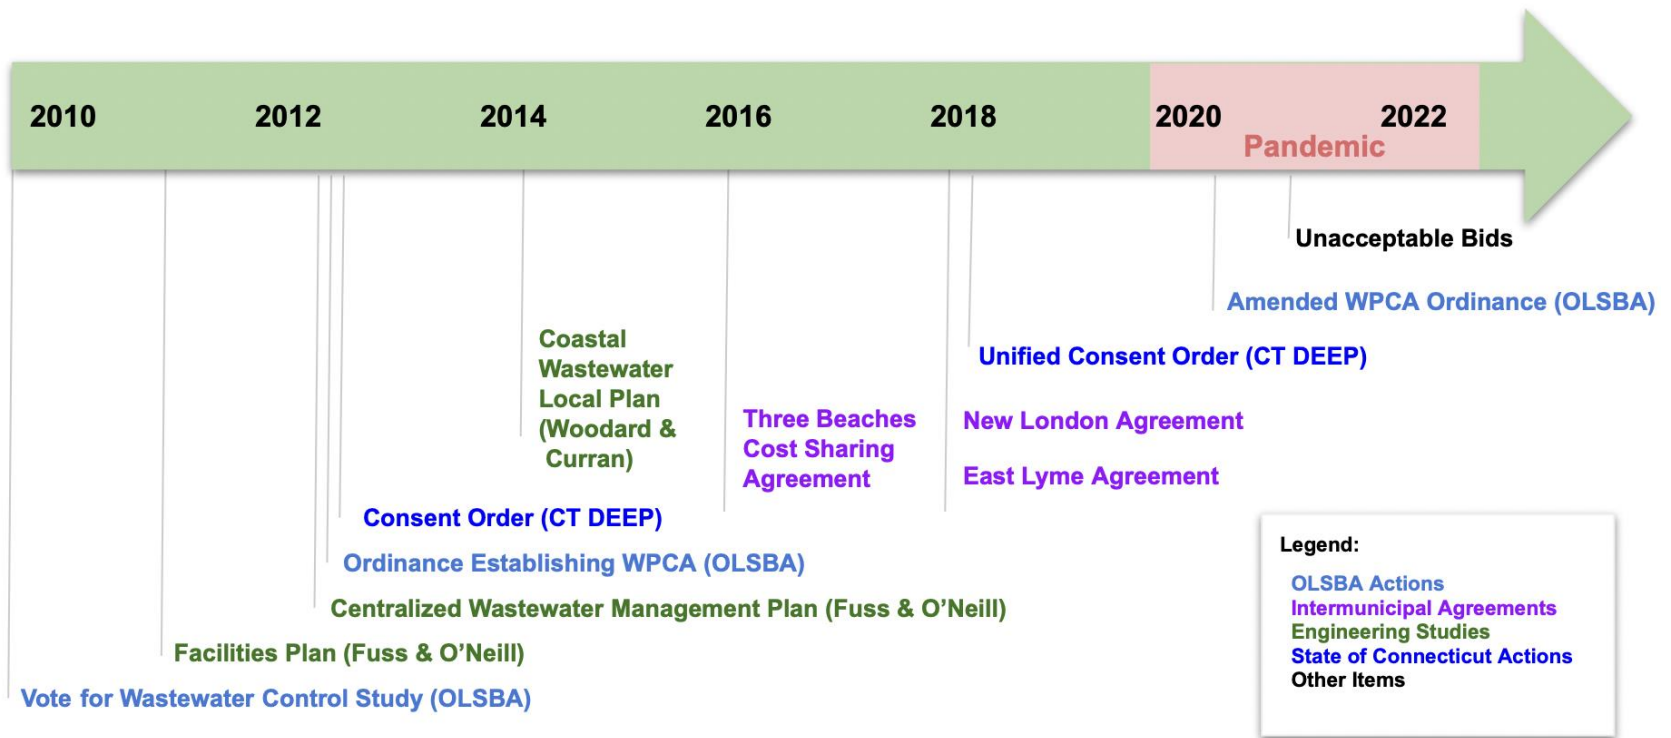 2010 2012 2014 2016 2018 2020 2022
Pandemic
Unacceptable Bids
Amended WPCA Ordinance (OLSBA)
Unified Consent Order (CT DEEP)
Coastal
Wastewater
Local Plan
(Woodard &
Curran)
Three Beaches
Cost Sharing
Agreement
New London Agreement
East Lyme Agreement
Consent Order (CT DEEP)
Ordinance Establishing WPCA (OLSBA)
Centralized Wastewater Management Plan (Fuss & O’Neill)
Facilities Plan (Fuss & O’Neill)
Vote for Wastewater Control Study (OLSBA)
Legend:
OLSBA Actions
Intermunicipal Agreements
Engineering Studies
State of Connecticut Actions
Other Items